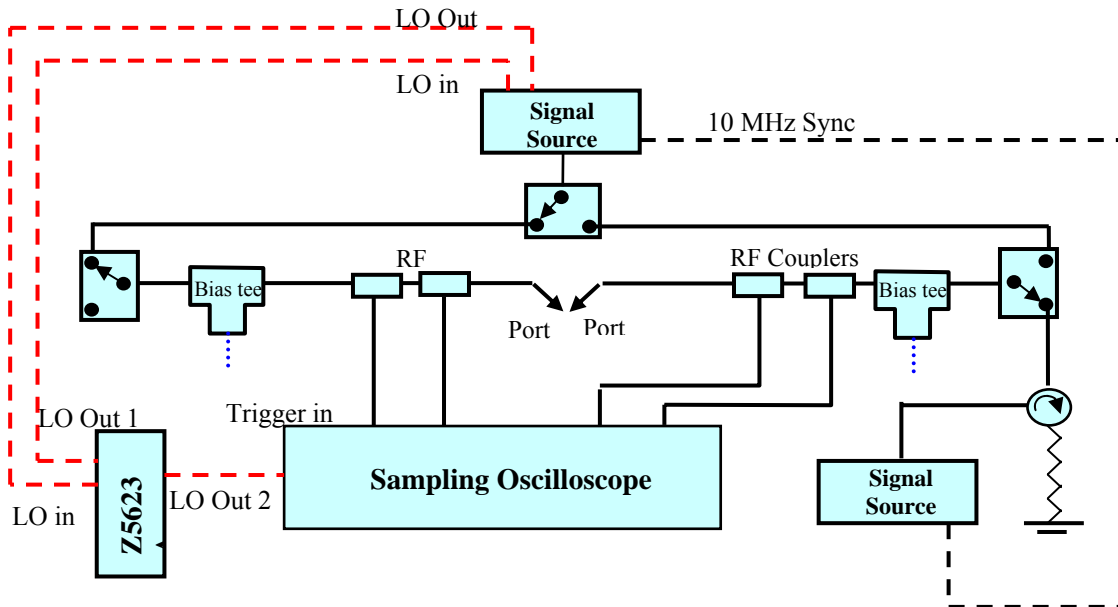 LO Out
LO in
Signal
Source
10 MHz Sync
RF
RF Couplers
Bias tee
Bias tee
Port
Port
Trigger in
LO Out 1
LO in
Z5623
LO Out 2
Sampling Oscilloscope
Signal
Source